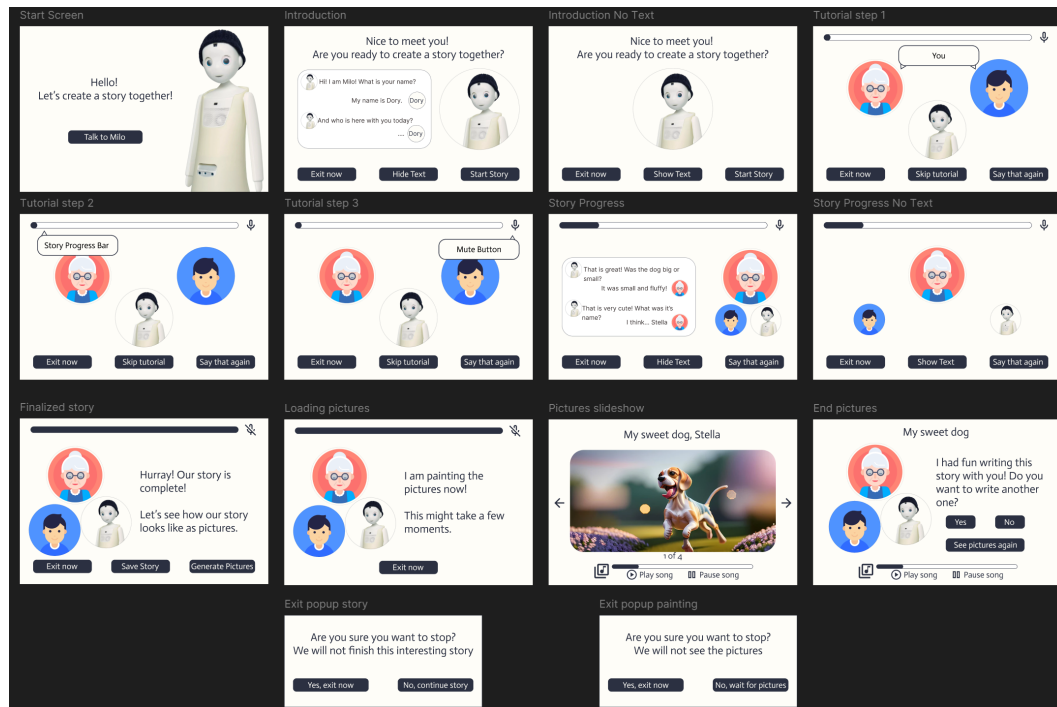 Start Screen
Hello!
Let's create a story together!
Talk to Milo
Introduction
Nice to meet you!
Are you ready to create a story together?
Hi! I am Milo! What is your name?
My name is Dory.
Dory
And who is here with you today?
...
Dory
Exit now
Hide Text
Start Story
Introduction No Text
Nice to meet you!
Are you ready to create a story together?
Exit now
Show Text
Start Story
Tutorial step 1
You
Exit now
Skip tutorial
Say that again
Tutorial step 2
Story Progress Bar
Exit now
Skip tutorial
Say that again
Tutorial step 3
Mute Button
Exit now
Skip tutorial
Say that again
Story Progress
That is great! Was the dog big or
small?
It was small and fluffy!
That is very cute! What was it's
name?
I think... Stella
Exit now
Hide Text
Say that again
Story Progress No Text
Exit now
Show Text
Say that again
Finalized story
Hurray! Our story is
complete!
Let's see how our story
looks like as pictures.
Exit now
Save Story
Generate Pictures
Loading pictures
I am painting the
pictures now!
This might take a few
moments.
Exit now
Pictures slideshow
My sweet dog, Stella
1 of 4
Play song
Pause song
End pictures
My sweet dog
I had fun writing this
story with you! Do you
want to write another
one?
Yes
No
See pictures again
Play song
Pause song
Exit popup story
Are you sure you want to stop?
We will not finish this interesting story
Yes, exit now
No, continue story
Exit popup painting
Are you sure you want to stop?
We will not see the pictures
Yes, exit now
No, wait for pictures